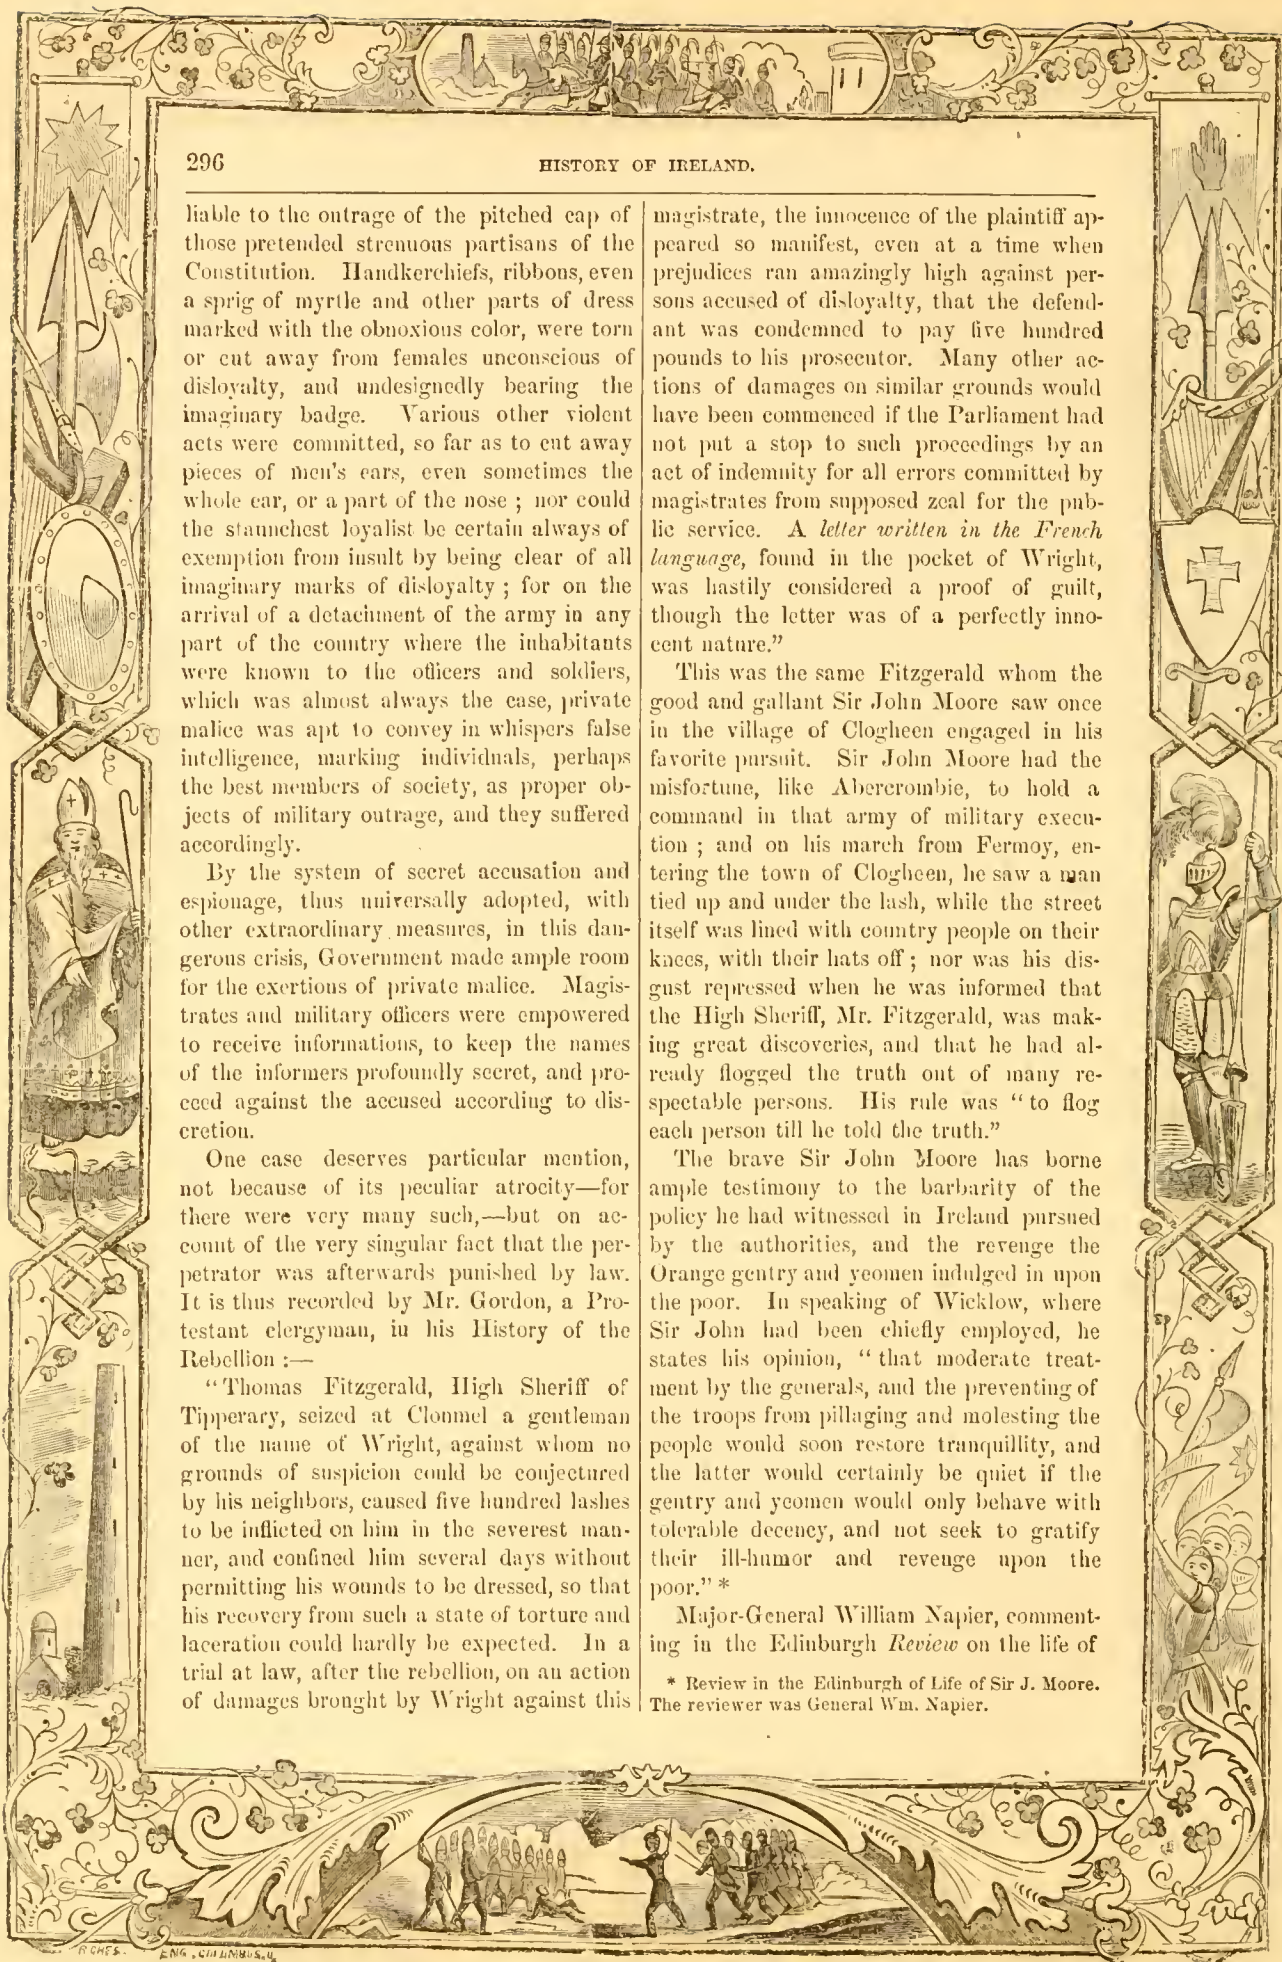 296
HISTORY OF IRELAND.
liable to the outrage of the pitched cap of
those pretended strenuous partisans of the
Constitution. Handkerchiefs, ribbons, even
a sprig of myrtle and other parts of dress
marked with the obnoxious color, were torn
or cut away from females unconscious of
disloyalty, and undesignedly bearing the
imaginary badge. Various other violent
acts were committed, so far as to cut away
pieces of men's ears, even sometimes the
whole ear, or a part of the nose ; nor could
the staunchest loyalist be certain always of
exemption from insult by being clear of all
imaginary marks of disloyalty ; for on the
arrival of a detachment of the army in any
part of the country where the inhabitants
were known to the officers and soldiers,
which was almost always the case, private
malice was apt to convey in whispers false
intelligence, marking individuals, perhaps
the best members of society, as proper ob-
jects of military outrage, and they suffered
accordingly.
By the system of secret accusation and
espionage, thus universally adopted, with
other extraordinary measures, in this dan-
gerous crisis, Government made ample room
for the exertions of private malice. Magis-
trates and military officers were empowered
to receive informations, to keep the names
of the informers profoundly secret, and pro-
ceed against the accused according to dis-
cretion.
One case deserves particular mention,
not because of its peculiar atrocity—for
there were very many such,—but on ac-
count of the very singular fact that the per-
petrator was afterwards punished by law.
It is thus recorded by Mr. Gordon, a Pro-
testant clergyman, in his History of the
Rebellion :—
"Thomas Fitzgerald, High Sheriff of
Tipperary, seized at Clonmel a gentleman
of the name of Wright, against whom no
grounds of suspicion could be conjectured
by his neighbors, caused five hundred lashes
to be inflicted on him in the severest man-
ner, and confined him several days without
permitting his wounds to be dressed, so that
his recovery from such a state of torture and
laceration could hardly be expected. In a
trial at law, after the rebellion, on an action
of damages brought by Wright against this
magistrate, the innocence of the plaintiff ap-
peared so manifest, even at a time when
prejudices ran amazingly high against per-
sons accused of disloyalty, that the defend-
ant was condemned to pay five hundred
pounds to his prosecutor. Many other ac-
tions of damages on similar grounds would
have been commenced if the Parliament had
not put a stop to such proceedings by an
act of indemnity for all errors committed by
magistrates from supposed zeal for the pub-
lic service. A letter written in the French
language, found in the pocket of Wright,
was hastily considered a proof of guilt,
though the letter was of a perfectly inno-
cent nature."
This was the same Fitzgerald whom the
good and gallant Sir John Moore saw once
in the village of Clogheen engaged in his
favorite pursuit. Sir John Moore had the
misfortune, like Abercrombie, to hold a
command in that army of military execu-
tion ; and on his march from Fermoy, en-
tering the town of Clogheen, he saw a man
tied up and under the lash, while the street
itself was lined with country people on their
knees, with their hats off ; nor was his dis-
gust repressed when he was informed that
the High Sheriff, Mr. Fitzgerald, was mak-
ing great discoveries, and that he had al-
ready flogged the truth out of many re-
spectable persons. His rule was "to flog
each person till he told the truth."
The brave Sir John Moore has borne
ample testimony to the barbarity of the
policy he had witnessed in Ireland pursued
by the authorities, and the revenge the
Orange gentry and yeomen indulged in upon
the poor. In speaking of Wicklow, where
Sir John had been chiefly employed, he
states his opinion, "that moderate treat-
ment by the generals, and the preventing of
the troops from pillaging and molesting the
people would soon restore tranquillity, and
the latter would certainly be quiet if the
gentry and yeomen would only behave with
tolerable decency, and not seek to gratify
their ill-humor and revenge upon the
poor." *
Major-General William Napier, comment-
ing in the Edinburgh Review on the life of
* Review in the Edinburgh of Life of Sir J. Moore.
The reviewer was General Wm. Napier.
ENG. COLUMBUS.